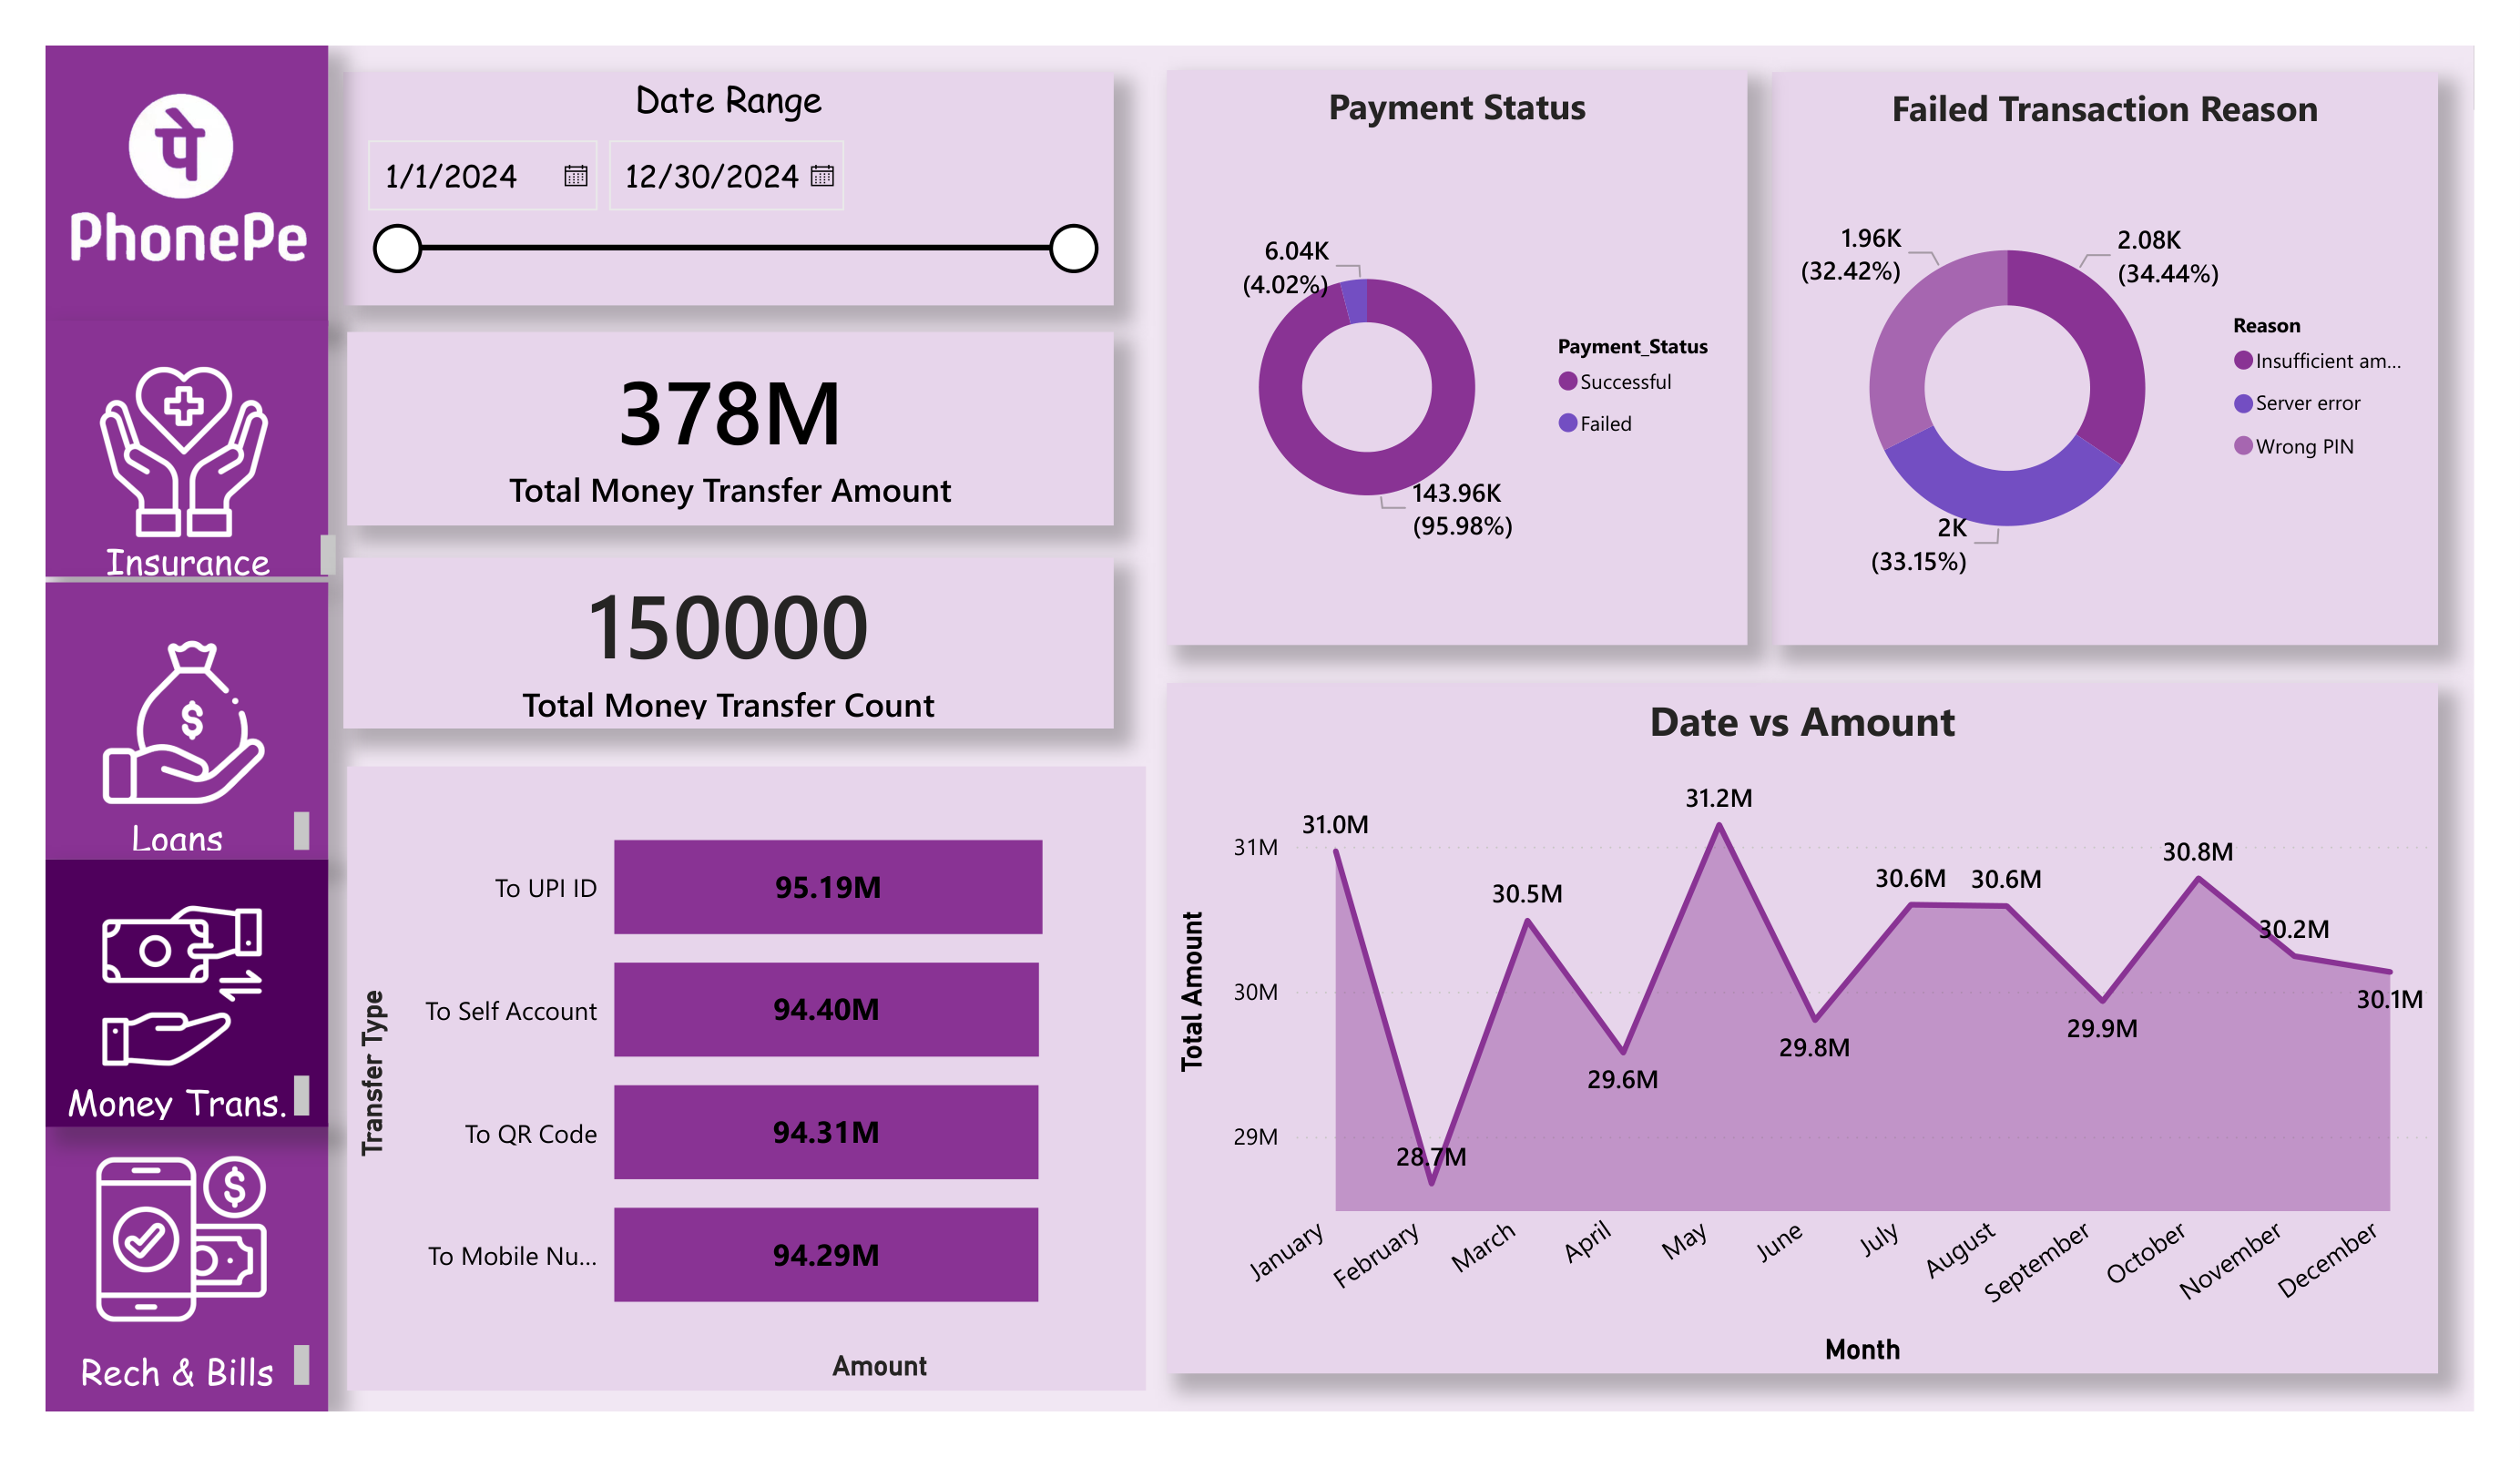 पे
PhonePe
Insurance
Loans
Money Trans.
Rech & Bills
Date Range
1/1/2024
12/30/2024
378M
Total Money Transfer Amount
150000
Total Money Transfer Count
Transfer Type
To UPI ID
95.19M
To Self Account
94.40M
To QR Code
94.31M
To Mobile Nu...
94.29M
Amount
Payment Status
6.04K
(4.02%)
143.96K
(95.98%)
Payment_Status
Successful
Failed
Failed Transaction Reason
1.96K
(32.42%)
2.08K
(34.44%)
2K
(33.15%)
Reason
Insufficient am...
Server error
Wrong PIN
Date vs Amount
Total Amount
31M
30M
29M
31.0M
28.7M
30.5M
29.6M
31.2M
29.8M
30.6M
30.6M
29.9M
30.8M
30.2M
30.1M
January
February
March
April
May
June
July
August
September
October
November
December
Month